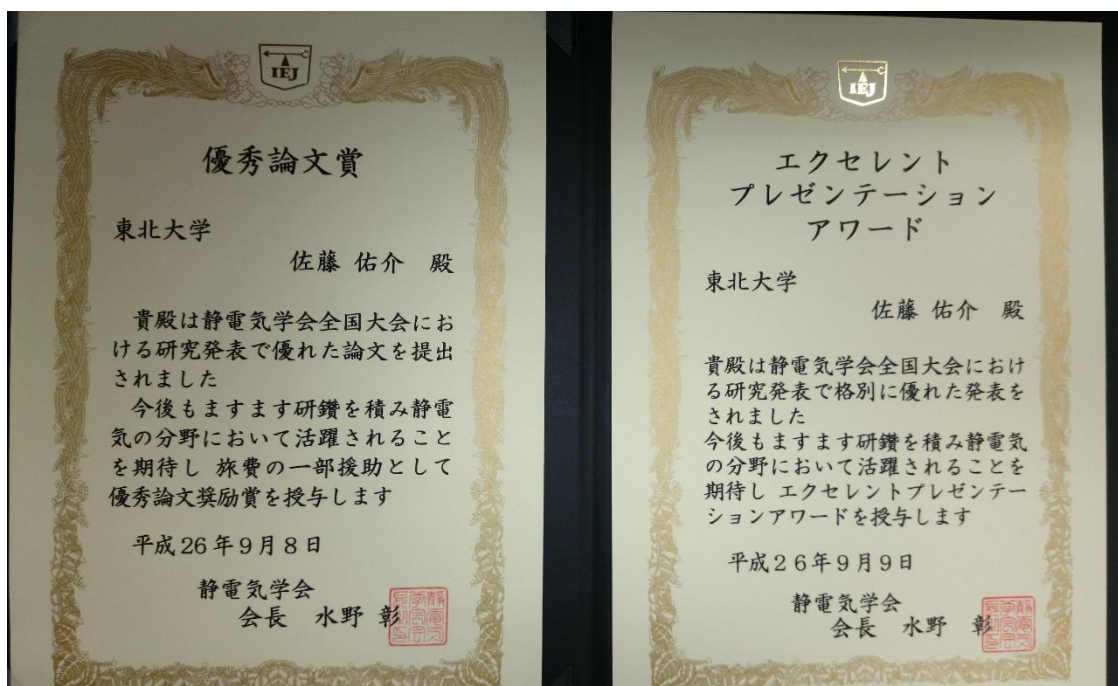 IEJ
優秀論文賞
東北大学
佐藤 佑介 殿
貴殿は静電気学会全国大会にお
ける研究発表で優れた論文を提出
されました
今後もますます研鑽を積み静電
気の分野において活躍されること
を期待し 旅費の一部援助として
優秀論文奨励賞を授与します
平成26年9月8日
静電気学会
会長 水野 彰
IEJ
エクセレント
プレゼンテーション
アワード
東北大学
佐藤 佑介 殿
貴殿は静電気学会全国大会におけ
る研究発表で格別に優れた発表を
されました
今後もますます研鑽を積み静電気
の分野において活躍されることを
期待し エクセレントプレゼンテー
ションアワードを授与します
平成26年9月9日
静電気学会
会長 水野 彰